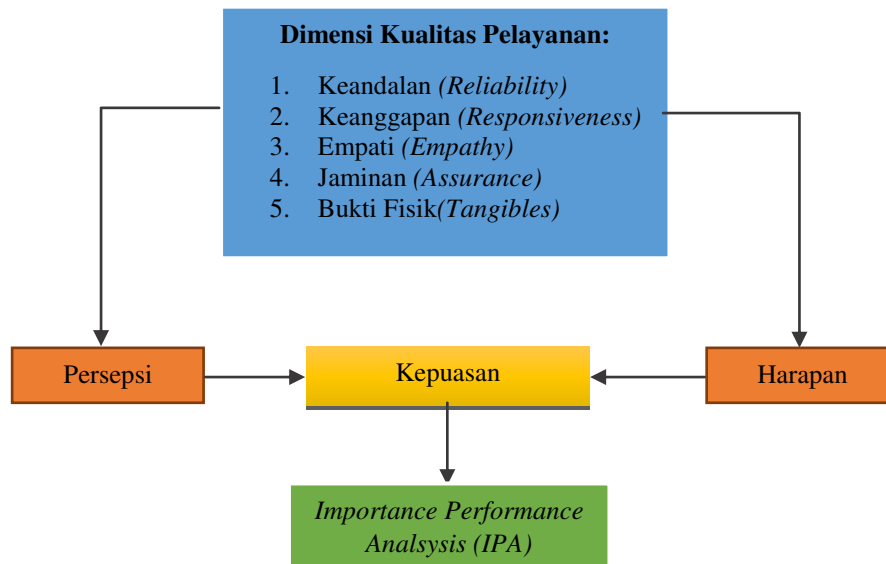 Dimensi Kualitas Pelayanan:
1. Keandalan (Reliability)
2. Keanggapan (Responsiveness)
3. Empati (Empathy)
4. Jaminan (Assurance)
5. Bukti Fisik(Tangibles)
Persepsi
Kepuasan
Harapan
Importance Performance
Analsysis (IPA)